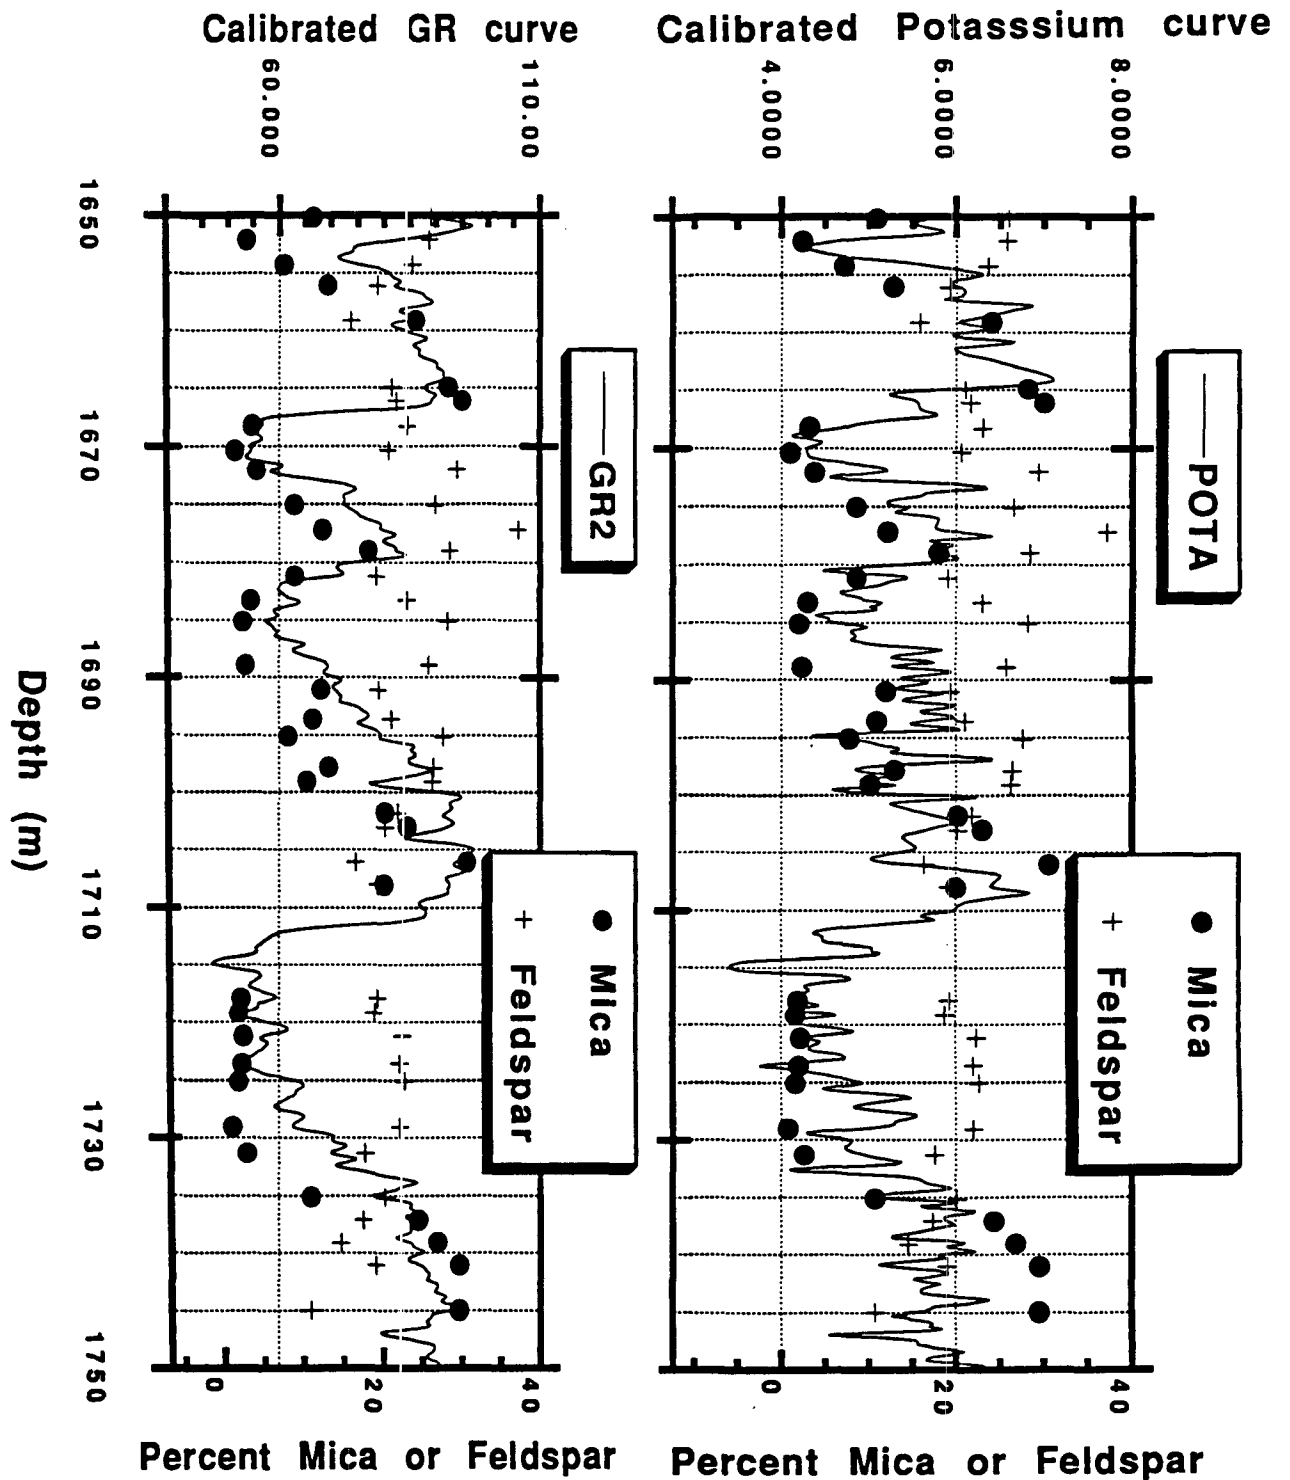 Calibrated GR curve
Calibrated Potasssium curve
60.000
110.00
4.0000
6.0000
8.0000
1650
1670
1690
1710
1730
1750
Depth (m)
GR2
POTA
Mica
Feldspar
Mica
Feldspar
0
20
0
20
40
Percent Mica or Feldspar
Percent Mica or Feldspar